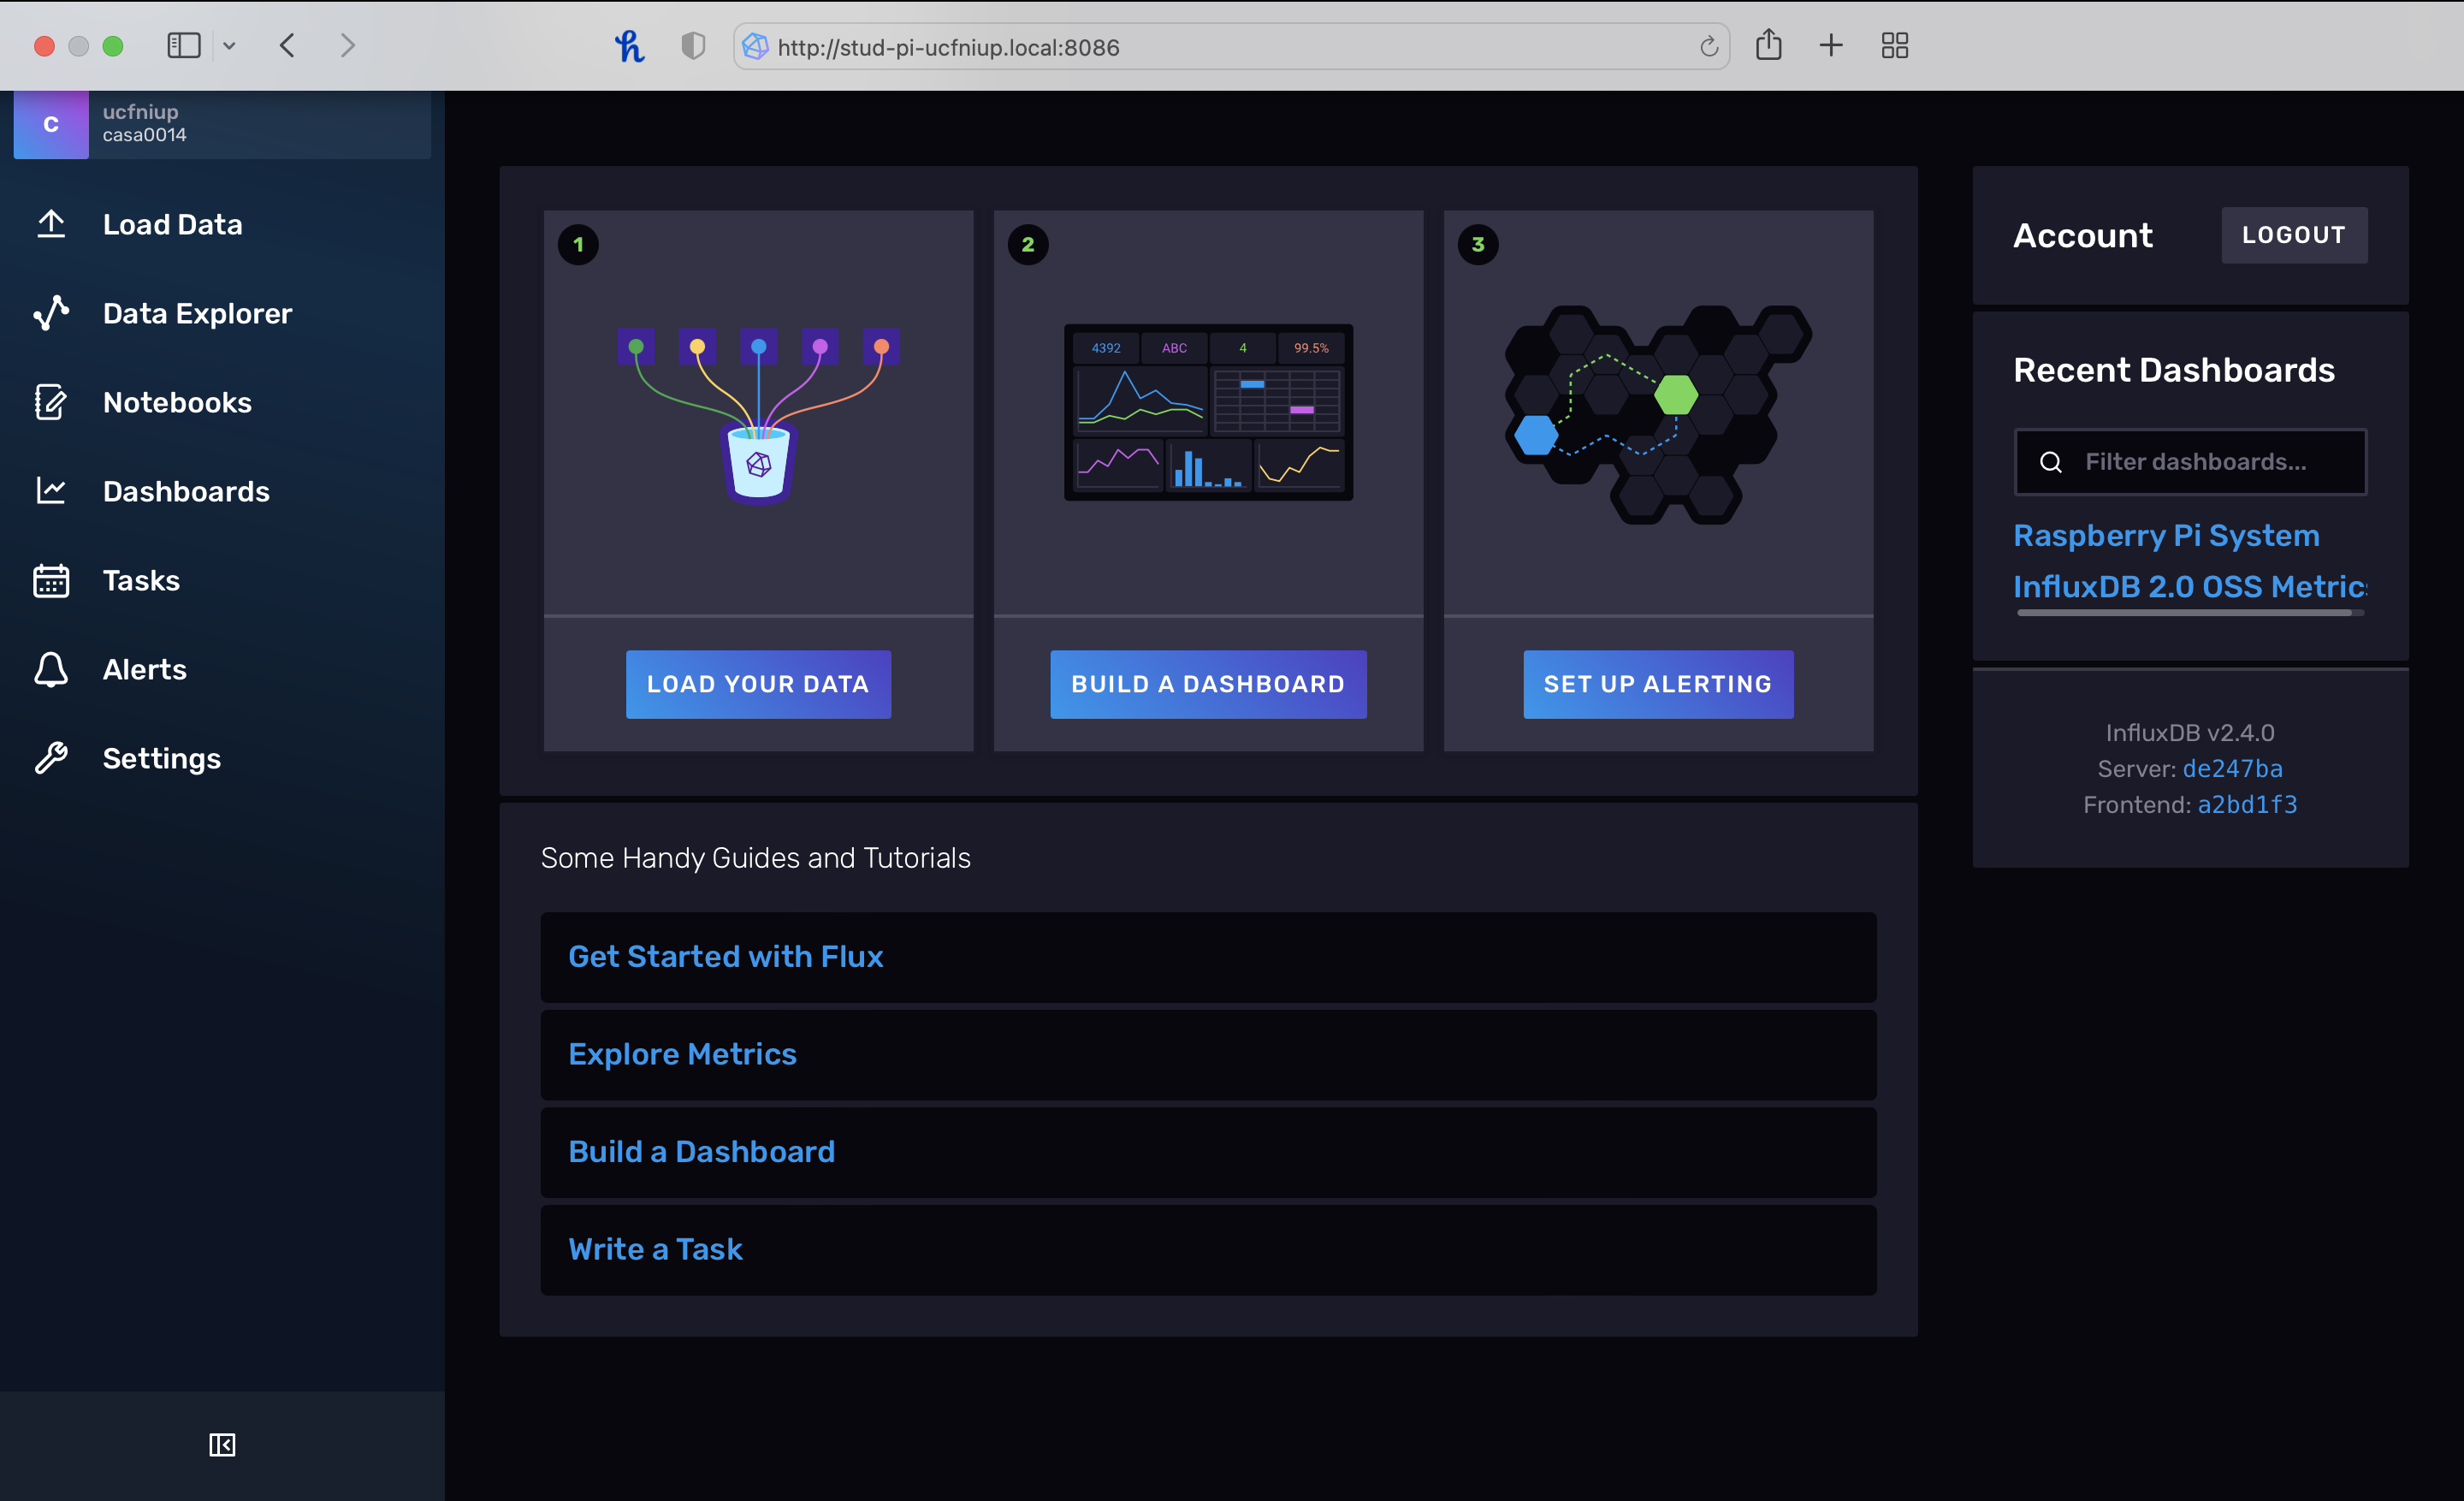 http://stud-pi-ucfniup.local:8086
C
ucfniup
casa0014
Load Data
Data Explorer
Notebooks
Dashboards
Tasks
Alerts
Settings
1
2
3
4392 ABC 4 99.5%
LOAD YOUR DATA
BUILD A DASHBOARD
SET UP ALERTING
Some Handy Guides and Tutorials
Get Started with Flux
Explore Metrics
Build a Dashboard
Write a Task
Account
LOGOUT
Recent Dashboards
Filter dashboards...
Raspberry Pi System
InfluxDB 2.0 OSS Metrics
InfluxDB v2.4.0
Server: de247ba
Frontend: a2bd1f3